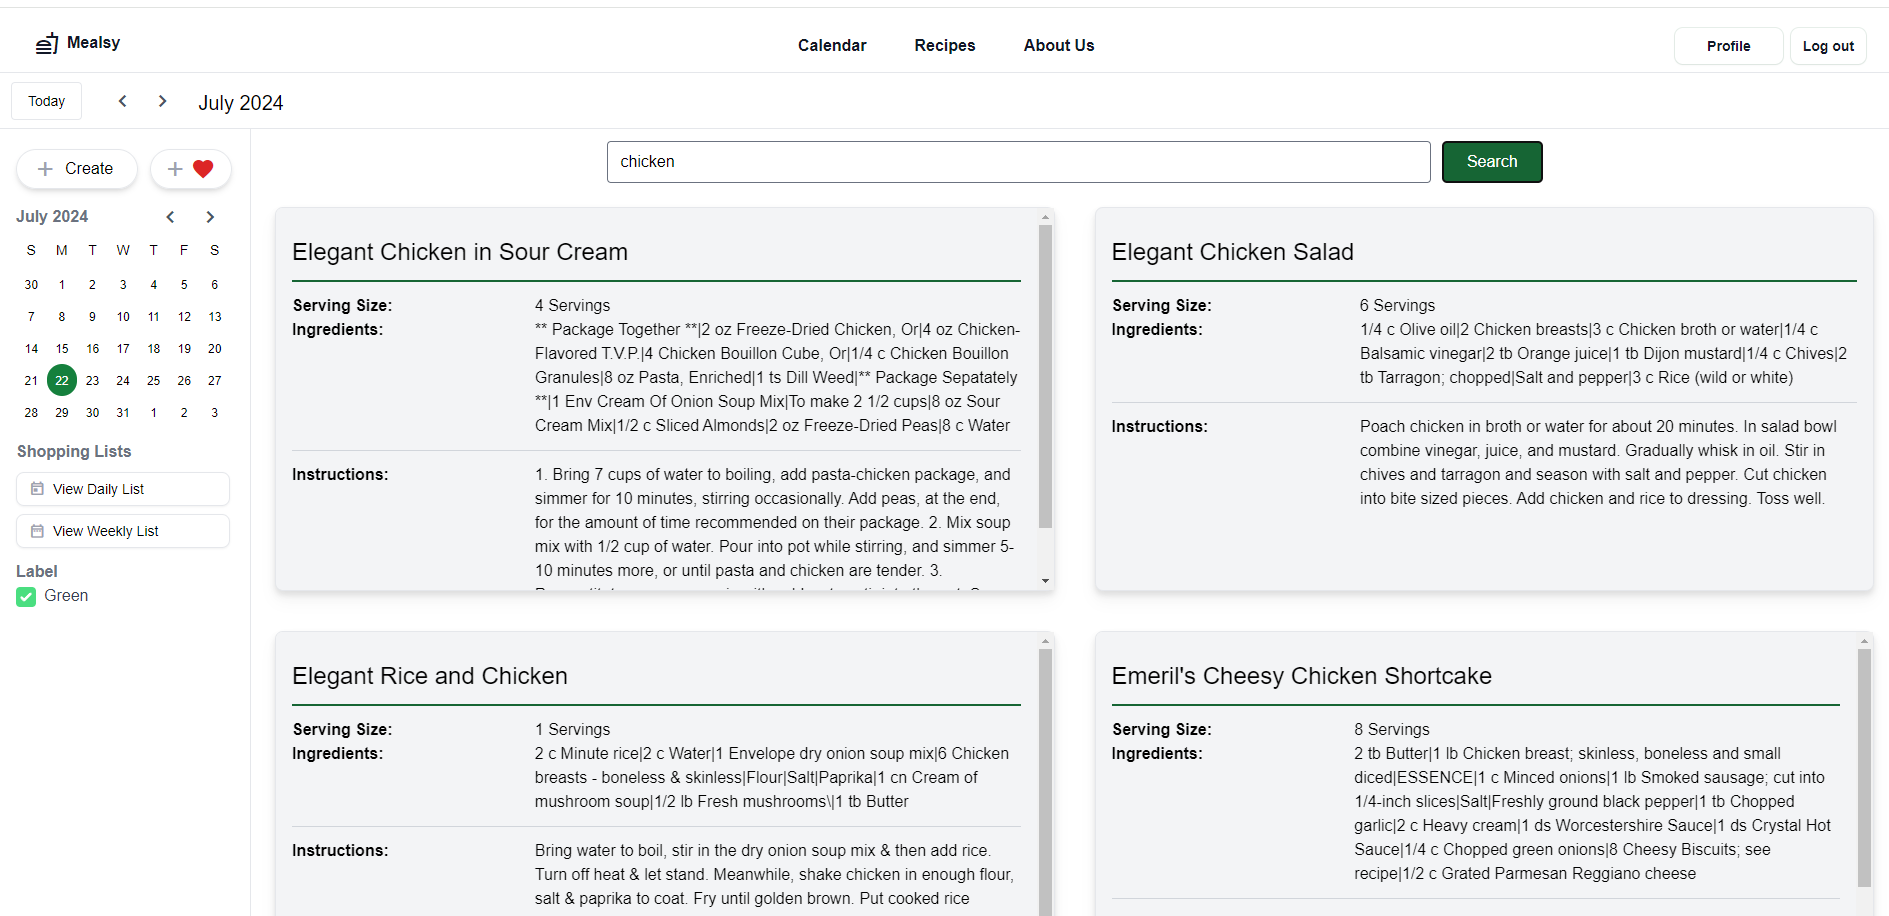 Mealsy
Calendar Recipes About Us
Profile Log out
Today July 2024
Create
July 2024
S M T W T F S
30 1 2 3 4 5 6
7 8 9 10 11 12 13
14 15 16 17 18 19 20
21 22 23 24 25 26 27
28 29 30 31 1 2 3
Shopping Lists
View Daily List
View Weekly List
Label
Green
chicken Search
Elegant Chicken in Sour Cream
Serving Size: 4 Servings
Ingredients: ** Package Together **|2 oz Freeze-Dried Chicken, Or|4 oz Chicken-
Flavored T.V.P.|4 Chicken Bouillon Cube, Or|1/4 c Chicken Bouillon
Granules|8 oz Pasta, Enriched|1 ts Dill Weed|** Package Sepatately
**|1 Env Cream Of Onion Soup Mix|To make 2 1/2 cups|8 oz Sour
Cream Mix|1/2 c Sliced Almonds|2 oz Freeze-Dried Peas|8 c Water
Instructions: 1. Bring 7 cups of water to boiling, add pasta-chicken package, and
simmer for 10 minutes, stirring occasionally. Add peas, at the end,
for the amount of time recommended on their package. 2. Mix soup
mix with 1/2 cup of water. Pour into pot while stirring, and simmer 5-
10 minutes more, or until pasta and chicken are tender. 3.
Elegant Chicken Salad
Serving Size: 6 Servings
Ingredients: 1/4 c Olive oil|2 Chicken breasts|3 c Chicken broth or water|1/4 c
Balsamic vinegar|2 tb Orange juice|1 tb Dijon mustard|1/4 c Chives|2
tb Tarragon; chopped|Salt and pepper|3 c Rice (wild or white)
Instructions: Poach chicken in broth or water for about 20 minutes. In salad bowl
combine vinegar, juice, and mustard. Gradually whisk in oil. Stir in
chives and tarragon and season with salt and pepper. Cut chicken
into bite sized pieces. Add chicken and rice to dressing. Toss well.
Elegant Rice and Chicken
Serving Size: 1 Servings
Ingredients: 2 c Minute rice|2 c Water|1 Envelope dry onion soup mix|6 Chicken
breasts - boneless & skinless|Flour|Salt|Paprika|1 cn Cream of
mushroom soup|1/2 lb Fresh mushrooms\|1 tb Butter
Instructions: Bring water to boil, stir in the dry onion soup mix & then add rice.
Turn off heat & let stand. Meanwhile, shake chicken in enough flour,
salt & paprika to coat. Fry until golden brown. Put cooked rice
Emeril's Cheesy Chicken Shortcake
Serving Size: 8 Servings
Ingredients: 2 tb Butter|1 lb Chicken breast; skinless, boneless and small
diced|ESSENCE|1 c Minced onions|1 lb Smoked sausage; cut into
1/4-inch slices|Salt|Freshly ground black pepper|1 tb Chopped
garlic|2 c Heavy cream|1 ds Worcestershire Sauce|1 ds Crystal Hot
Sauce|1/4 c Chopped green onions|8 Cheesy Biscuits; see
recipe|1/2 c Grated Parmesan Reggiano cheese